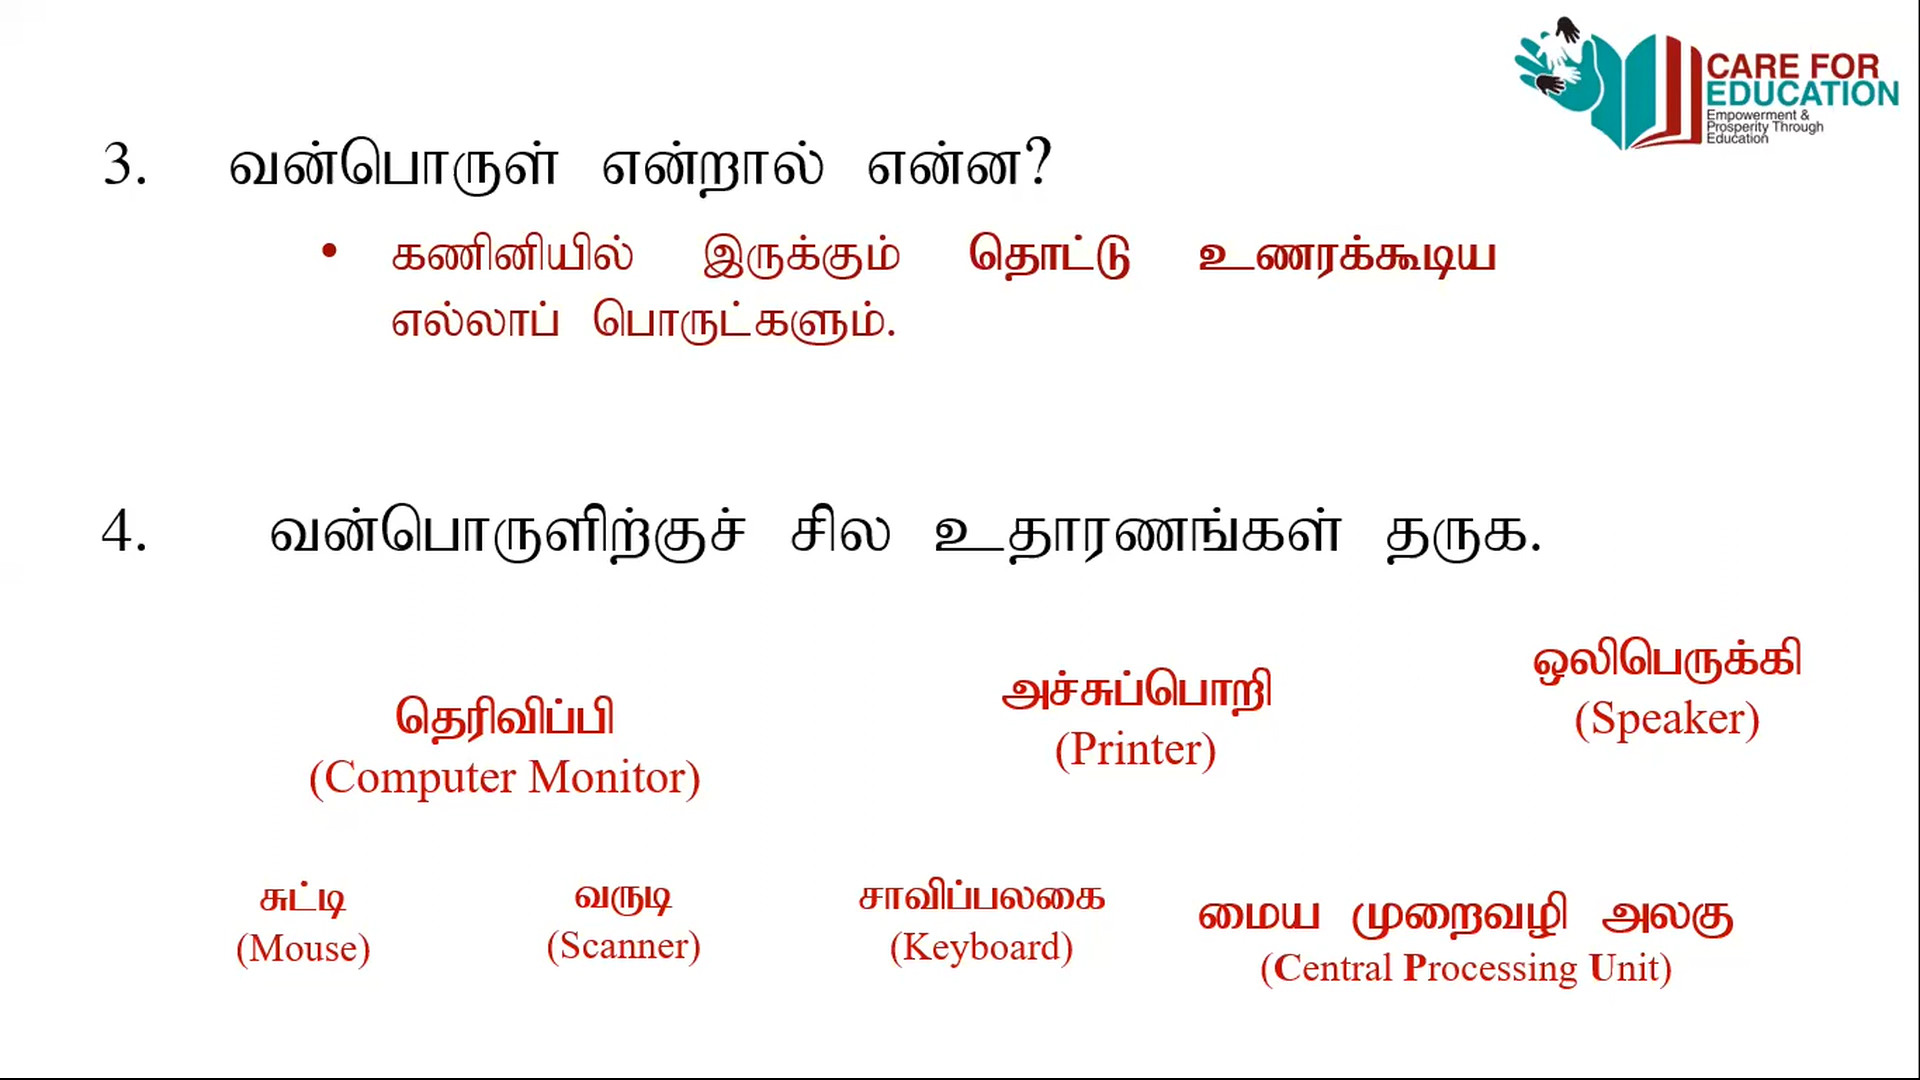 CARE FOR
EDUCATION
Empowerment &
Prosperity Through
Education
3. வன்பொருள் என்றால் என்ன?
• கணினியில் இருக்கும் தொட்டு உணரக்கூடிய
எல்லாப் பொருட்களும்.
4. வன்பொருளிற்குச் சில உதாரணங்கள் தருக.
தெரிவிப்பி
(Computer Monitor)
அச்சுப்பொறி
(Printer)
ஒலிபெருக்கி
(Speaker)
சுட்டி
(Mouse)
வருடி
(Scanner)
சாவிப்பலகை
(Keyboard)
மைய முறைவழி அலகு
(Central Processing Unit)